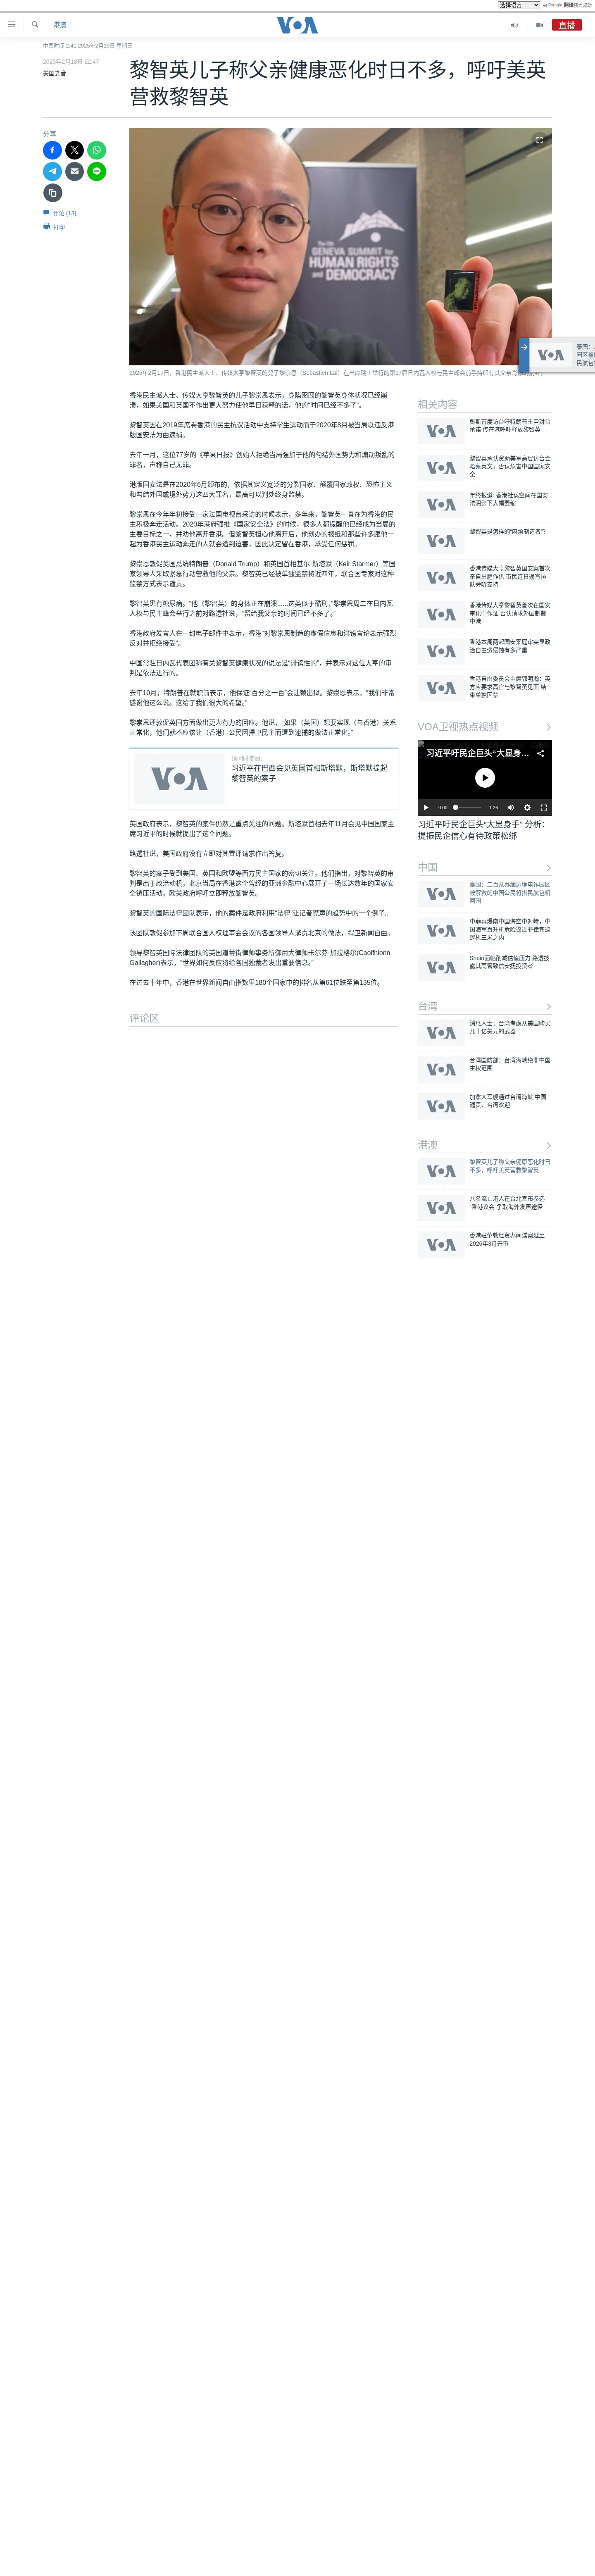 选择语言
由 Google 翻译强力驱动
港澳
VOA
直播
中国时间 2:41 2025年2月19日 星期三
2025年2月18日 22:47
美国之音
黎智英儿子称父亲健康恶化时日不多，呼吁美英
营救黎智英
分享
评论 (13)
打印
The 17th
GENEVA SUMMIT for
HUMAN RIGHTS
AND DEMOCRACY
2025年2月17日，香港民主派人士、传媒大亨黎智英的兒子黎崇恩（Sebastien Lai）在出席瑞士举行的第17届日内瓦人权与民主峰会前手持印有其父亲肖像
香港民主派人士、传媒大亨黎智英的儿子黎崇恩表示，身陷囹圄的黎智英身体状况已经崩
溃，如果美国和英国不作出更大努力使他早日获释的话，他的“时间已经不多了”。
黎智英因在2019年席卷香港的民主抗议活动中支持学生运动而于2020年8月被当局以违反港
版国安法为由逮捕。
去年一月，这位77岁的《苹果日报》创始人拒绝当局强加于他的勾结外国势力和煽动叛乱的
罪名，声称自己无罪。
港版国安法是在2020年6月颁布的，依据其定义宽泛的分裂国家、颠覆国家政权、恐怖主义
和勾结外国或境外势力这四大罪名，最高可以判处终身监禁。
黎崇恩在今年年初接受一家法国电视台采访的时候表示，多年来，黎智英一直在为香港的民
主积极奔走活动。2020年港府强推《国家安全法》的时候，很多人都提醒他已经成为当局的
主要目标之一，并劝他离开香港。但黎智英担心他离开后，他创办的报纸和那些许多跟他一
起为香港民主运动奔走的人就会遭到迫害，因此决定留在香港，承受任何惩罚。
黎崇恩敦促美国总统特朗普（Donald Trump）和英国首相基尔·斯塔默（Keir Starmer）等国
家领导人采取紧急行动营救他的父亲。黎智英已经被单独监禁将近四年，联合国专家对这种
监禁方式表示谴责。
黎智英患有糖尿病。“他（黎智英）的身体正在崩溃......这类似于酷刑，”黎崇恩周二在日内瓦
人权与民主峰会举行之前对路透社说，“留给我父亲的时间已经不多了。”
香港政府发言人在一封电子邮件中表示，香港“对黎崇恩制造的虚假信息和诽谤言论表示强烈
反对并拒绝接受”。
中国常驻日内瓦代表团称有关黎智英健康状况的说法是“诽谤性的”，并表示对这位大亨的审
判是依法进行的。
去年10月，特朗普在就职前表示，他保证“百分之一百”会让赖出狱。黎崇恩表示，“我们非常
感谢他这么说。这给了我们很大的希望。”
黎崇恩还敦促英国方面做出更为有力的回应。他说，“如果（英国）想要实现（与香港）关系
正常化，他们就不应该让（香港）公民因捍卫民主而遭到逮捕的做法正常化。”
VOA
请同时参阅:
习近平在巴西会见英国首相斯塔默，斯塔默提起
黎智英的案子
英国政府表示，黎智英的案件仍然是重点关注的问题。斯塔默首相去年11月会见中国国家主
席习近平的时候就提出了这个问题。
路透社说，美国政府没有立即对其置评请求作出答复。
黎智英的案子受到美国、英国和欧盟等西方民主国家的密切关注。他们指出，对黎智英的审
判是出于政治动机。北京当局在香港这个曾经的亚洲金融中心展开了一场长达数年的国家安
全镇压活动。欧美政府呼吁立即释放黎智英。
黎智英的国际法律团队表示，他的案件是政府利用“法律”让记者噤声的趋势中的一个例子。
该团队敦促参加下周联合国人权理事会会议的各国领导人谴责北京的做法，捍卫新闻自由。
领导黎智英国际法律团队的英国道蒂街律师事务所御用大律师卡尔芬·加拉格尔(Caoifhionn
Gallagher)表示，“世界如何反应将给各国独裁者发出重要信息。”
在过去十年中，香港在世界新闻自由指数里180个国家中的排名从第61位跌至第135位。
评论区
VOA
相关内容
VOA
彭斯首度访台吁特朗普重申对台
承诺 传在港呼吁释放黎智英
VOA
黎智英承认资助美军高层访台会
晤蔡英文，否认危害中国国家安
全
VOA
年终报道: 香港社运空间在国安
法阴影下大幅萎缩
VOA
黎智英是怎样的“麻烦制造者”？
VOA
香港传媒大亨黎智英国安案首次
亲自出庭作供 市民连日通宵排
队旁听支持
VOA
香港传媒大亨黎智英首次在国安
审讯中作证 否认请求外国制裁
中港
VOA
香港本周两起国安案庭审突显政
治自由遭侵蚀有多严重
VOA
香港自由委员会主席郭明瀚：英
方应要求高官与黎智英见面 结
束单独囚禁
VOA卫视热点视频
习近平吁民企巨头“大显身...
0:00
1:26
习近平吁民企巨头“大显身手” 分析：
提振民企信心有待政策松绑
中国
VOA
泰国：二百从泰缅边境电诈园区
被解救的中国公民将搭民航包机
回国
VOA
中菲再爆南中国海空中对峙，中
国海军直升机危险逼近菲律宾巡
逻机三米之内
VOA
Shein面临削减估值压力 路透披
露其高管致信安抚投资者
台湾
VOA
消息人士：台湾考虑从美国购买
几十亿美元的武器
VOA
台湾国防部：台湾海峡绝非中国
主权范围
VOA
加拿大军舰通过台湾海峡 中国
谴责、台湾欢迎
港澳
VOA
黎智英儿子称父亲健康恶化时日
不多，呼吁美英营救黎智英
VOA
八名流亡港人在台北宣布参选
“香港议会”争取海外发声途径
VOA
香港驻伦敦经贸办间谍案延至
2026年3月开审